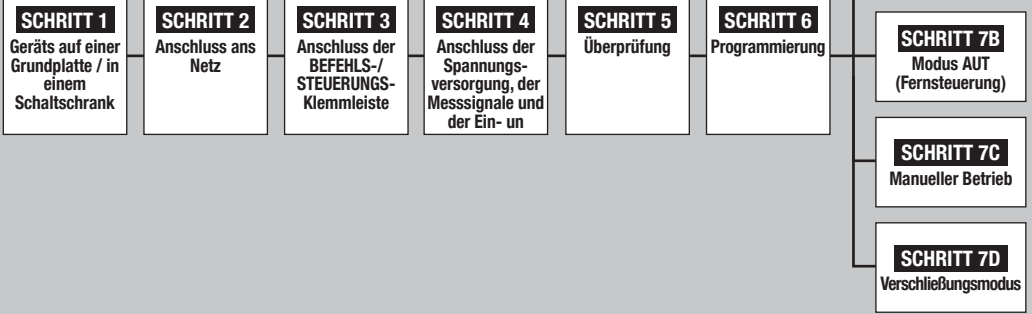 SCHRITT 1
Geräts auf einer
Grundplatte / in
einem
Schaltschrank
SCHRITT 2
Anschluss ans
Netz
SCHRITT 3
Anschluss der
BEFEHLS-/
STEUERUNGS-
Klemmleiste
SCHRITT 4
Anschluss der
Spannungs-
versorgung, der
Messsignale und
der Ein- un
SCHRITT 5
Überprüfung
SCHRITT 6
Programmierung
SCHRITT 7B
Modus AUT
(Fernsteuerung)
SCHRITT 7C
Manueller Betrieb
SCHRITT 7D
Verschließungsmodus